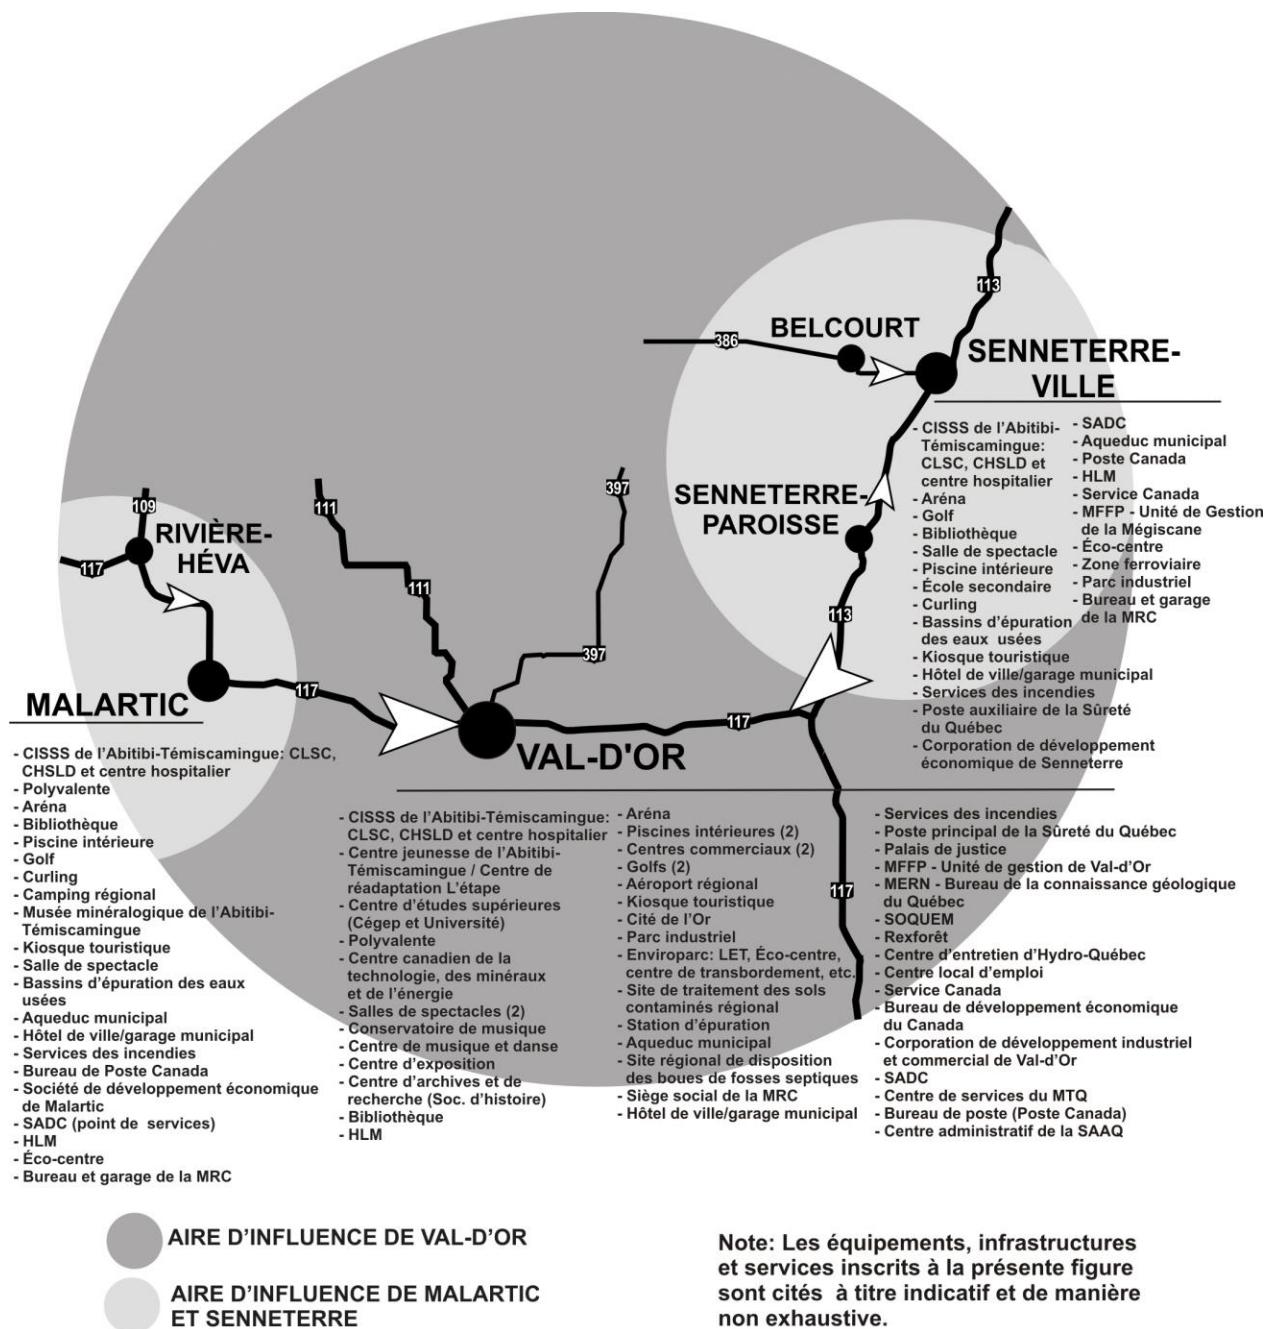 113
BELCOURT
386
SENNETERRE-
VILLE
- CISSS de l'Abitibi-
Témiscamingue:
CLSC, CHSLD et
centre hospitalier
- Aréna
- Golf
- Bibliothèque
- Salle de spectacle
- Piscine intérieure
- École secondaire
- Curling
- Bassins d'épuration
des eaux usées
- Kiosque touristique
- Hôtel de ville/garage municipal
- Services des incendies
- Poste auxiliaire de la Sûreté
du Québec
- Corporation de développement
économique de Senneterre
- SADC
- Aqueduc municipal
- Poste Canada
- HLM
- Service Canada
- MFFP - Unité de Gestion
de la Mégiscane
- Éco-centre
- Zone ferroviaire
- Parc industriel
- Bureau et garage
de la MRC
SENNETERRE-
PAROISSE
113
397
397
111
111
109
RIVIÈRE-
HÉVA
117
117
117
117
MALARTIC
- CISSS de l'Abitibi-Témiscamingue: CLSC,
CHSLD et centre hospitalier
- Polyvalente
- Aréna
- Bibliothèque
- Piscine intérieure
- Golf
- Curling
- Camping régional
- Musée minéralogique de l'Abitibi-
Témiscamingue
- Kiosque touristique
- Salle de spectacle
- Bassins d'épuration des eaux
usées
- Aqueduc municipal
- Hôtel de ville/garage municipal
- Services des incendies
- Bureau de Poste Canada
- Société de développement économique
de Malartic
- SADC (point de services)
- HLM
- Éco-centre
- Bureau et garage de la MRC
VAL-D'OR
- CISSS de l'Abitibi-Témiscamingue:
CLSC, CHSLD et centre hospitalier
- Centre jeunesse de l'Abitibi-
Témiscamingue / Centre de
réadaptation L'étape
- Centre d'études supérieures
(Cégep et Université)
- Polyvalente
- Centre canadien de la
technologie, des minéraux
et de l'énergie
- Salles de spectacles (2)
- Conservatoire de musique
- Centre de musique et danse
- Centre d'exposition
- Centre d'archives et de
recherche (Soc. d'histoire)
- Bibliothèque
- HLM
- Aréna
- Piscines intérieures (2)
- Centres commerciaux (2)
- Golfs (2)
- Aéroport régional
- Kiosque touristique
- Cité de l'Or
- Parc industriel
- Enviroparc: LET, Éco-centre,
centre de transbordement, etc.
- Site de traitement des sols
contaminés régional
- Station d'épuration
- Aqueduc municipal
- Site régional de disposition
des boues de fosses septiques
- Siège social de la MRC
- Hôtel de ville/garage municipal
- Services des incendies
- Poste principal de la Sûreté du Québec
- Palais de justice
- MFFP - Unité de gestion de Val-d'Or
- MERN - Bureau de la connaissance géologique
du Québec
- SOQUEM
- Rexforêt
- Centre d'entretien d'Hydro-Québec
- Centre local d'emploi
- Service Canada
- Bureau de développement économique
du Canada
- Corporation de développement industriel
et commercial de Val-d'Or
- SADC
- Centre de services du MTQ
- Bureau de poste (Poste Canada)
- Centre administratif de la SAAQ
AIRE D'INFLUENCE DE VAL-D'OR
AIRE D'INFLUENCE DE MALARTIC
ET SENNETERRE
Note: Les équipements, infrastructures
et services inscrits à la présente figure
sont cités à titre indicatif et de manière
non exhaustive.